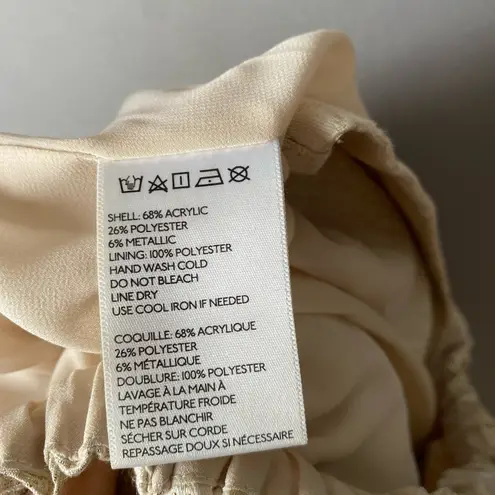 SHELL: 68% ACRYLIC
26% POLYESTER
6% METALLIC
LINING: 100% POLYESTER
HAND WASH COLD
DO NOT BLEACH
LINE DRY
USE COOL IRON IF NEEDED
COQUILLE: 68% ACRYLIQUE
26% POLYESTER
6% MÉTALLIQUE
DOUBLURE: 100% POLYESTER
LAVAGE À LA MAIN À
TEMPÉRATURE FROIDE
NE PAS BLANCHIR
SÉCHER SUR CORDE
REPASSAGE DOUX SI NÉCESSAIRE